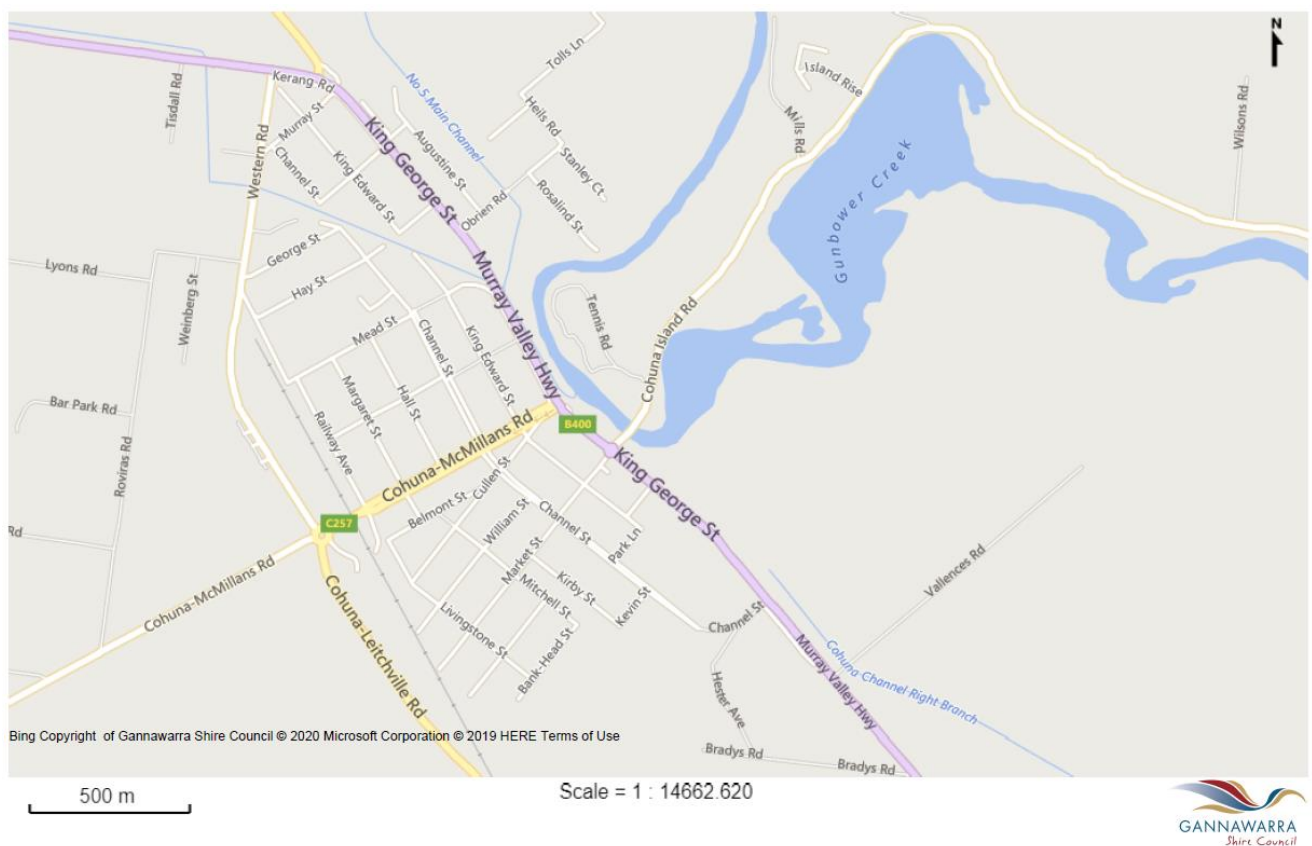 N
Tolls Ln
Island Rise
Kerang Rd
No 5 Main Channel
Tisdall Rd
Murray St
Heils Rd
Mills Rd
Wilsons Rd
Western Rd
Channel St
King Edward St
King George St
Augustine St
Stanley Ct
Obrien Rd
Rosalind St
Gunbower Creek
George St
Lyons Rd
Weinberg St
Hay St
Murray Valley Hwy
Tennis Rd
Mead St
Channel St
King Edward St
Cohuna Island Rd
Bar Park Rd
Margaret St
Hall St
Railway Ave
Roviras Rd
Cohuna-McMillans Rd
B400
King George St
Cullen St
Belmont St
C257
William St
Channel St
Rd
Park Ln
Market St
Vallences Rd
Cohuna-McMillans Rd
Mitchell St
Kirby St
Kevin St
Cohuna-Leitchville Rd
Livingstone St
Bank-Head St
Channel St
Murray Valley Hwy
Cohuna Channel Right Branch
Hester Ave
Bradys Rd
Bradys Rd
Bing Copyright of Gannawarra Shire Council © 2020 Microsoft Corporation © 2019 HERE Terms of Use
500 m
Scale = 1 : 14662.620
GANNAWARRA
Shire Council